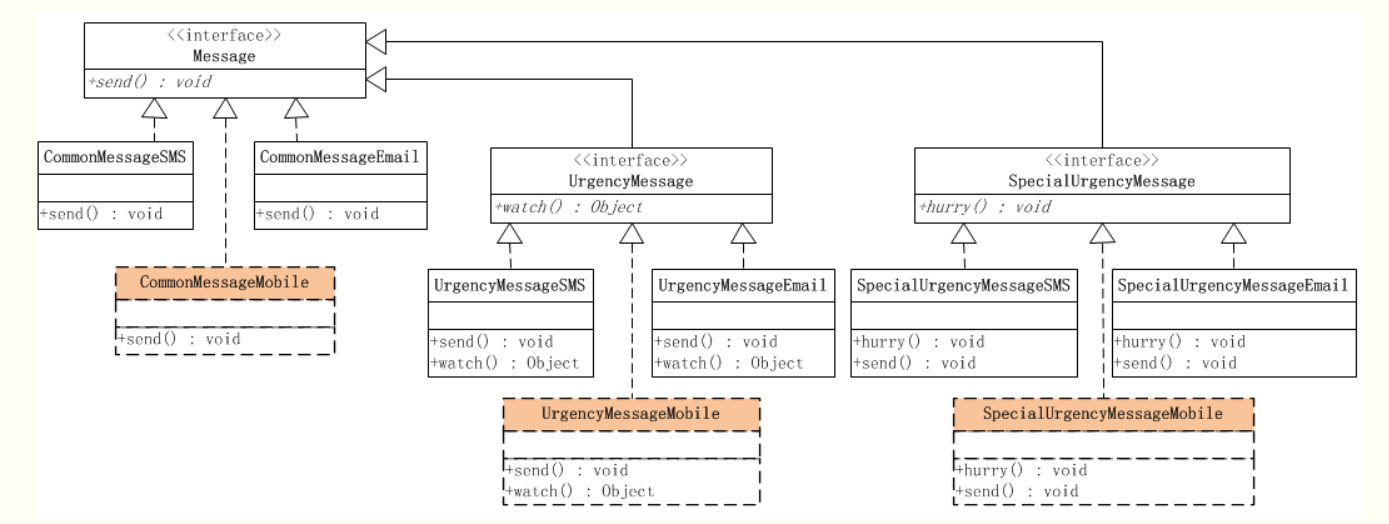 <<interface>>
Message
+send() : void
CommonMessageSMS
+send() : void
CommonMessageEmail
+send() : void
CommonMessageMobile
+send() : void
<<interface>>
UrgencyMessage
+watch() : Object
UrgencyMessageSMS
+send() : void
+watch() : Object
UrgencyMessageEmail
+send() : void
+watch() : Object
UrgencyMessageMobile
+send() : void
+watch() : Object
<<interface>>
SpecialUrgencyMessage
+hurry() : void
SpecialUrgencyMessageSMS
+hurry() : void
+send() : void
SpecialUrgencyMessageEmail
+hurry() : void
+send() : void
SpecialUrgencyMessageMobile
+hurry() : void
+send() : void